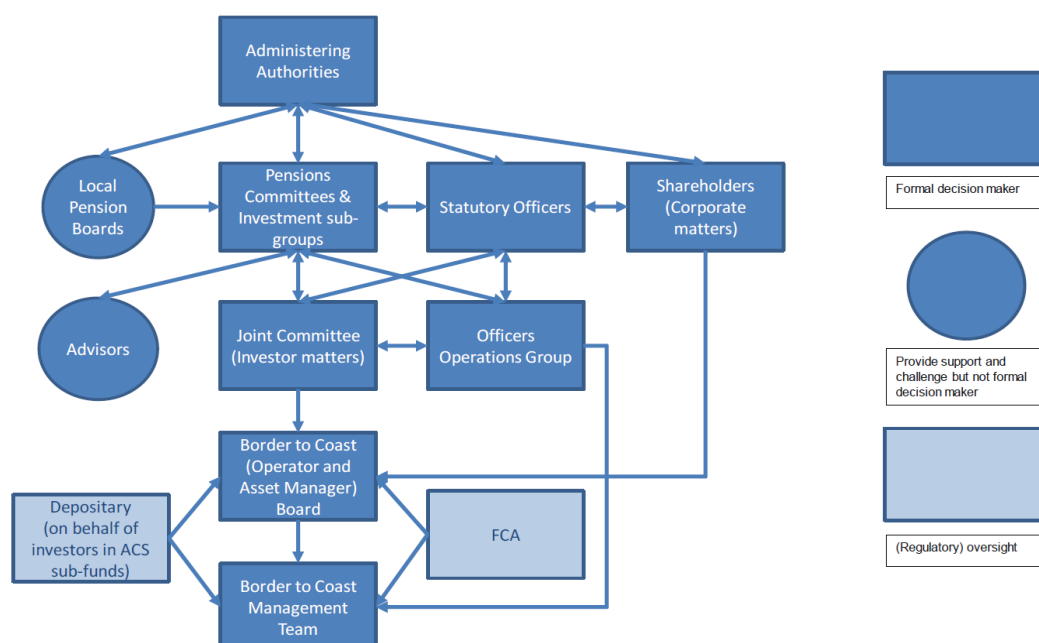 Administering
Authorities
Local
Pension
Boards
Pensions
Committees &
Investment sub-
groups
Statutory Officers
Shareholders
(Corporate
matters)
Advisors
Joint Committee
(Investor matters)
Officers
Operations Group
Border to Coast
(Operator and
Asset Manager)
Board
Depositary
(on behalf of
investors in ACS
sub-funds)
FCA
Border to Coast
Management
Team
Formal decision maker
Provide support and
challenge but not formal
decision maker
(Regulatory) oversight